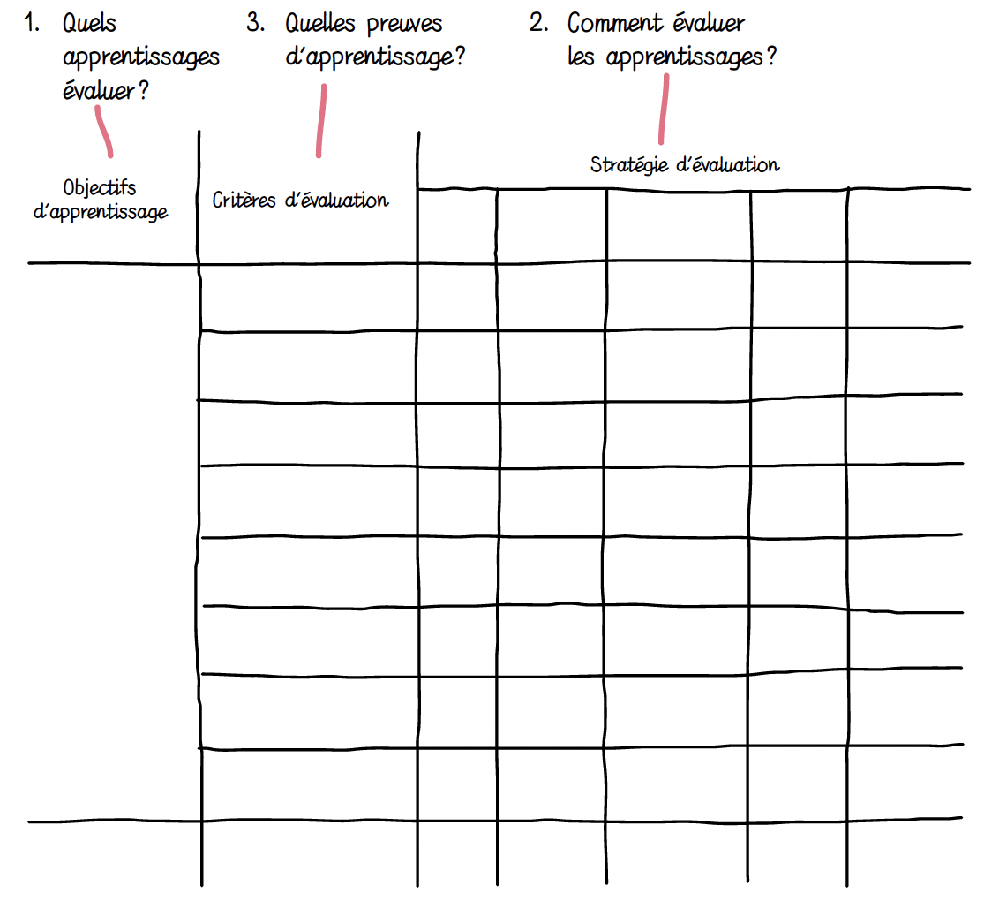 1. Quels
apprentissages
évaluer ?
3. Quelles preuves
d'apprentissage ?
2. Comment évaluer
les apprentissages ?
Objectifs
d'apprentissage
Critères d'évaluation
Stratégie d'évaluation